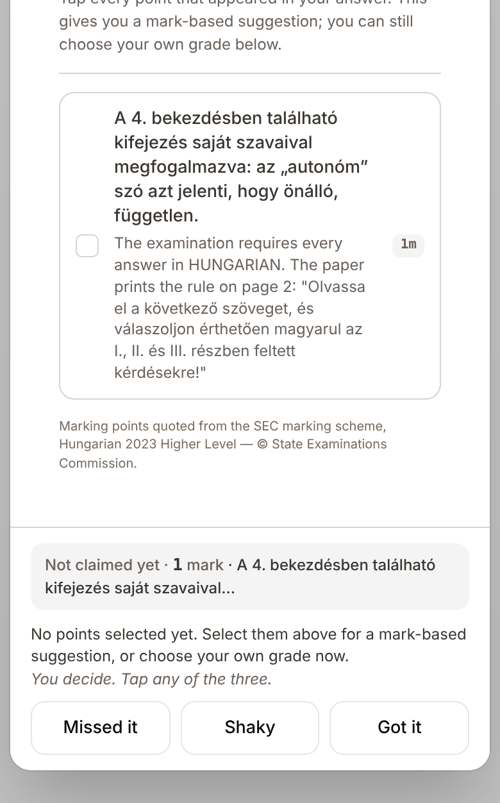 Tap every point that appeared in your answer. This
gives you a mark-based suggestion; you can still
choose your own grade below.
A 4. bekezdésben található
kifejezés saját szavaival
megfogalmazva: az „autonóm”
szó azt jelenti, hogy önálló,
független.
The examination requires every
answer in HUNGARIAN. The paper
prints the rule on page 2: "Olvassa
el a következő szöveget, és
válaszoljon érthetően magyarul az
I., II. és III. részben feltett
kérdésekre!"
1m
Marking points quoted from the SEC marking scheme,
Hungarian 2023 Higher Level — © State Examinations
Commission.
Not claimed yet · 1 mark · A 4. bekezdésben található
kifejezés saját szavaival...
No points selected yet. Select them above for a mark-based
suggestion, or choose your own grade now.
You decide. Tap any of the three.
Missed it
Shaky
Got it